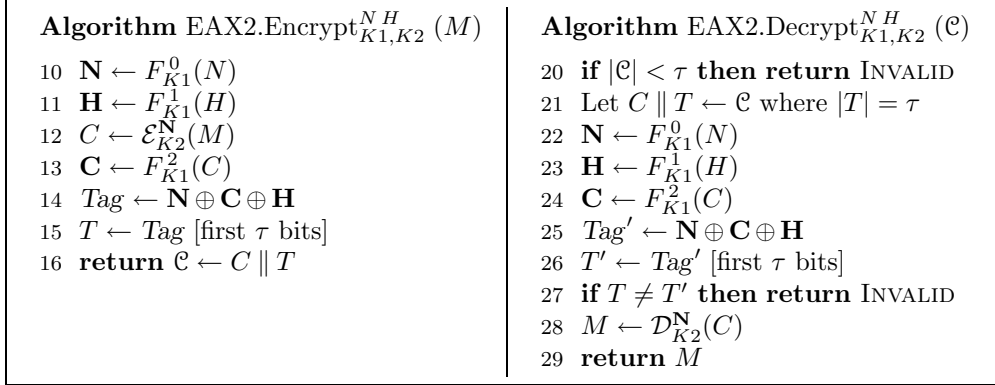 Algorithm EAX2.Encrypt^{N H}_{K1,K2} (M)
10 N ← F^0_{K1}(N)
11 H ← F^1_{K1}(H)
12 C ← ℰ^N_{K2}(M)
13 C ← F^2_{K1}(C)
14 Tag ← N ⊕ C ⊕ H
15 T ← Tag [first τ bits]
16 return 𝒞 ← C ∥ T
Algorithm EAX2.Decrypt^{N H}_{K1,K2} (𝒞)
20 if |𝒞| < τ then return INVALID
21 Let C ∥ T ← 𝒞 where |T| = τ
22 N ← F^0_{K1}(N)
23 H ← F^1_{K1}(H)
24 C ← F^2_{K1}(C)
25 Tag′ ← N ⊕ C ⊕ H
26 T′ ← Tag′ [first τ bits]
27 if T ≠ T′ then return INVALID
28 M ← 𝒟^N_{K2}(C)
29 return M